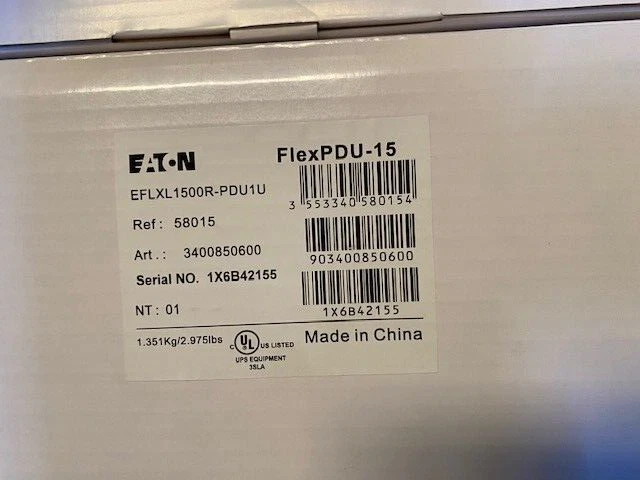 EATON
FlexPDU-15
EFLXL1500R-PDU1U
3 553340 580154
Ref: 58015
Art.: 3400850600
903400850600
Serial NO. 1X6B42155
1X6B42155
NT: 01
1.351Kg/2.975lbs
C UL US LISTED
UPS EQUIPMENT
3SLA
Made in China